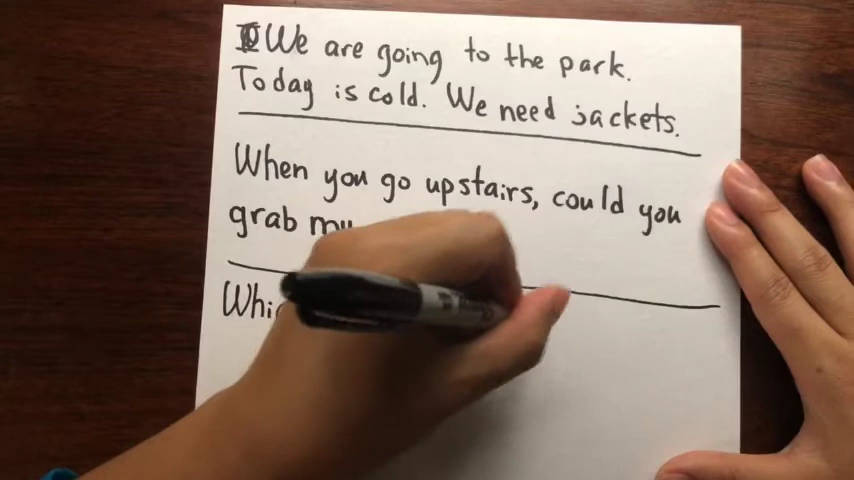 We are going to the park.
Today is cold. We need jackets.
When you go upstairs, could you
grab my